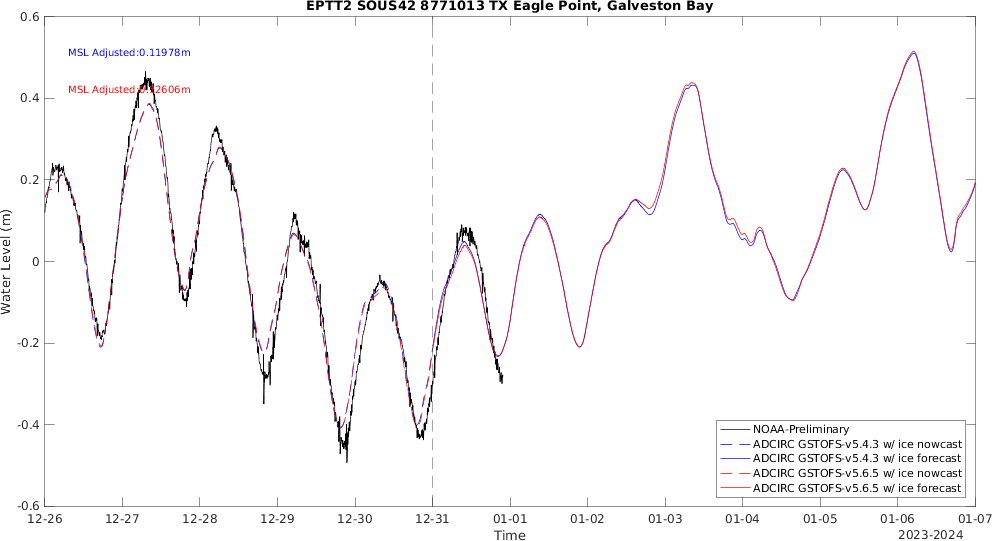 EPTT2 SOUS42 8771013 TX Eagle Point, Galveston Bay
0.6
MSL Adjusted:0.11978m
MSL Adjusted:0.12606m
0.4
0.2
0
-0.2
-0.4
-0.6
Water Level (m)
NOAA-Preliminary
ADCIRC GSTOFS-v5.4.3 w/ ice nowcast
ADCIRC GSTOFS-v5.4.3 w/ ice forecast
ADCIRC GSTOFS-v5.6.5 w/ ice nowcast
ADCIRC GSTOFS-v5.6.5 w/ ice forecast
12-26 12-27 12-28 12-29 12-30 12-31 01-01 01-02 01-03 01-04 01-05 01-06 01-07
Time
2023-2024